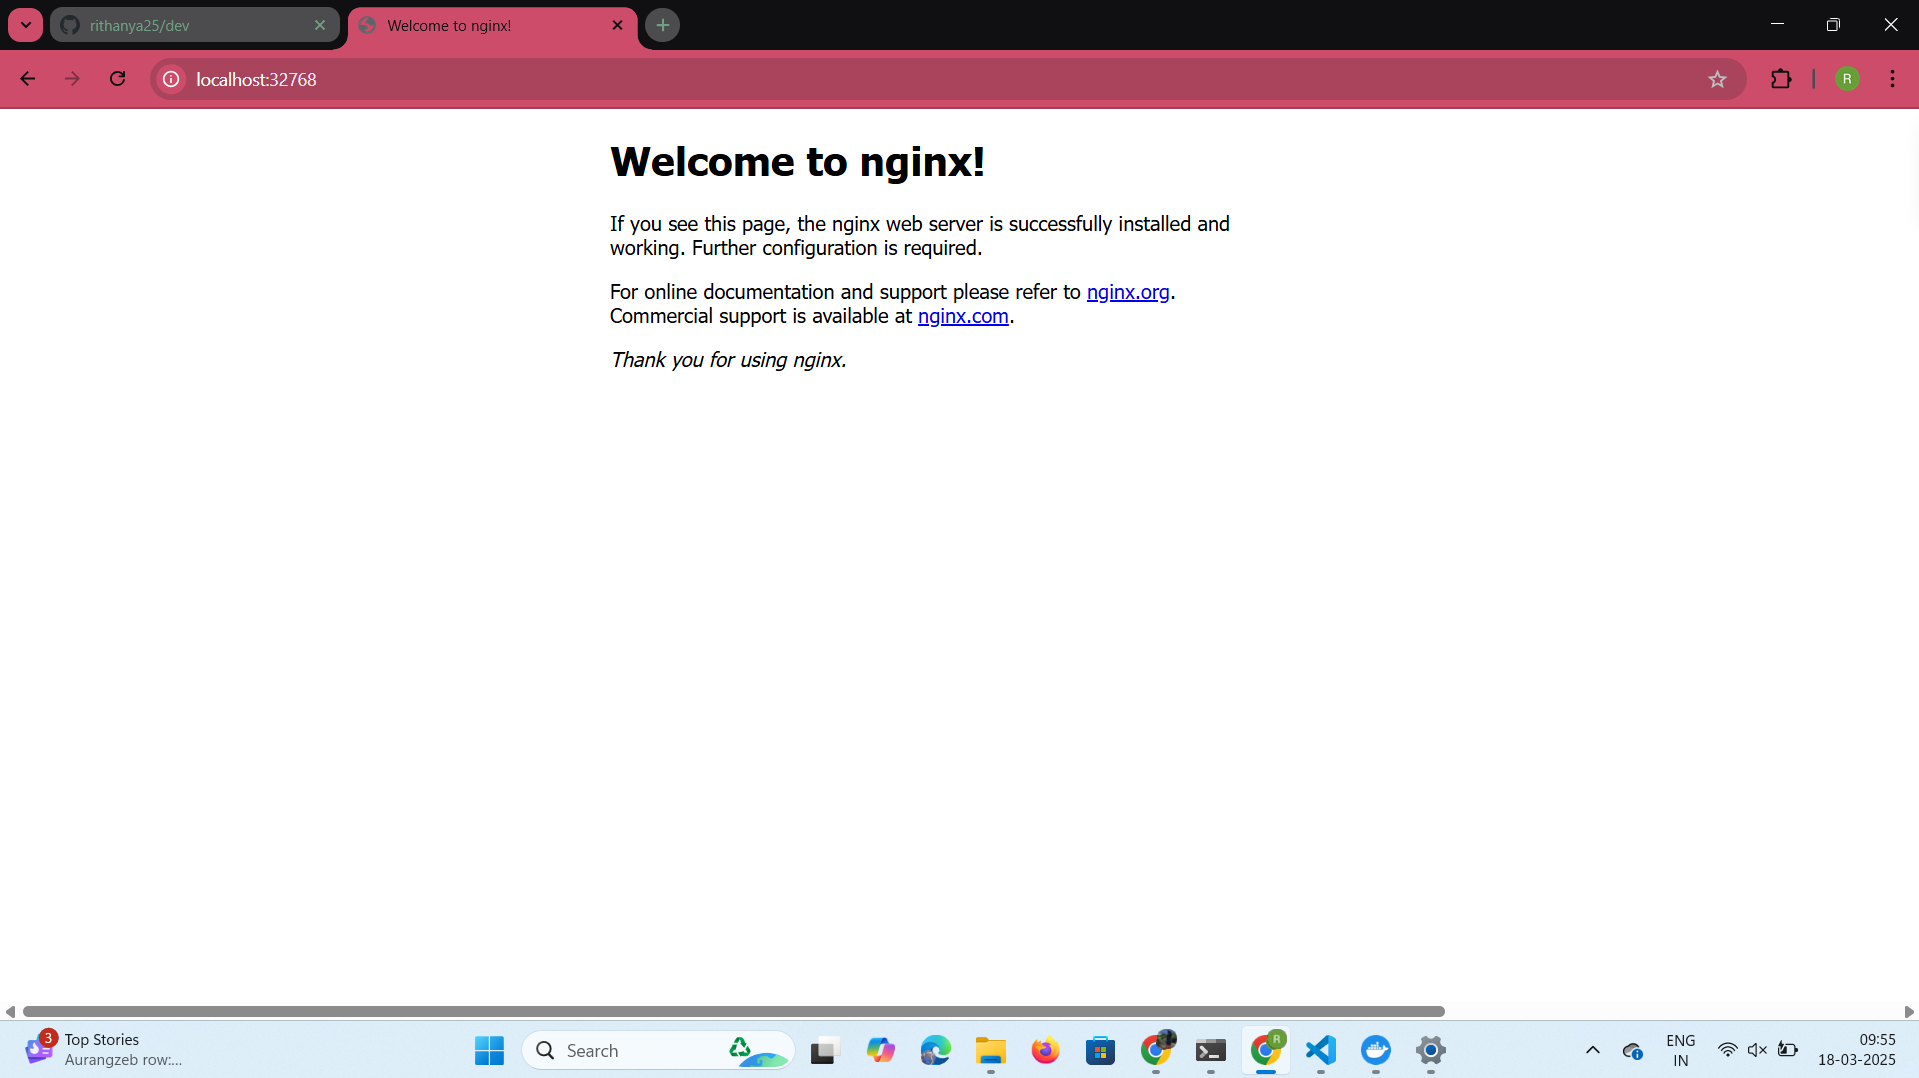 rithanya25/dev
Welcome to nginx!
localhost:32768
R
Welcome to nginx!
If you see this page, the nginx web server is successfully installed and
working. Further configuration is required.
For online documentation and support please refer to nginx.org.
Commercial support is available at nginx.com.
Thank you for using nginx.
3
Top Stories
Aurangzeb row:...
Search
R
ENG
IN
09:55
18-03-2025